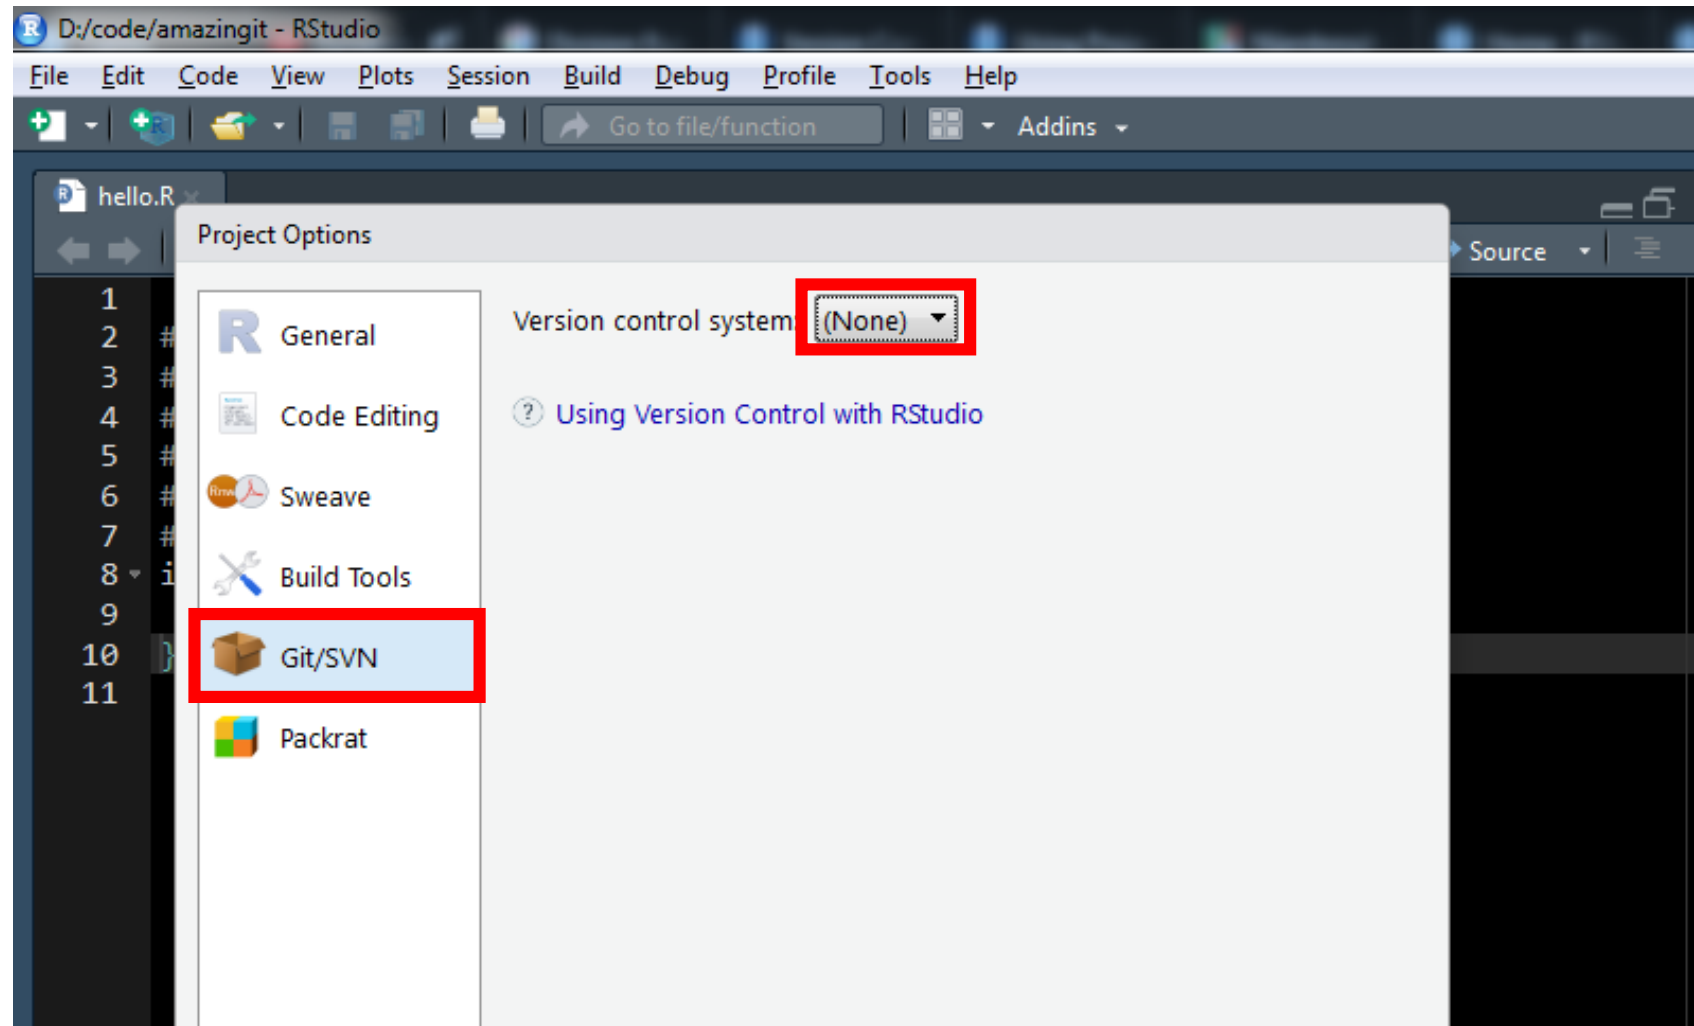 D:/code/amazingit - RStudio
File Edit Code View Plots Session Build Debug Profile Tools Help
Go to file/function Addins
hello.R
Source
Project Options
1
2 #
3 #
4 #
5 #
6 #
7 #
8 i
9
10 }
11
General
Code Editing
Sweave
Build Tools
Git/SVN
Packrat
Version control system: (None)
? Using Version Control with RStudio